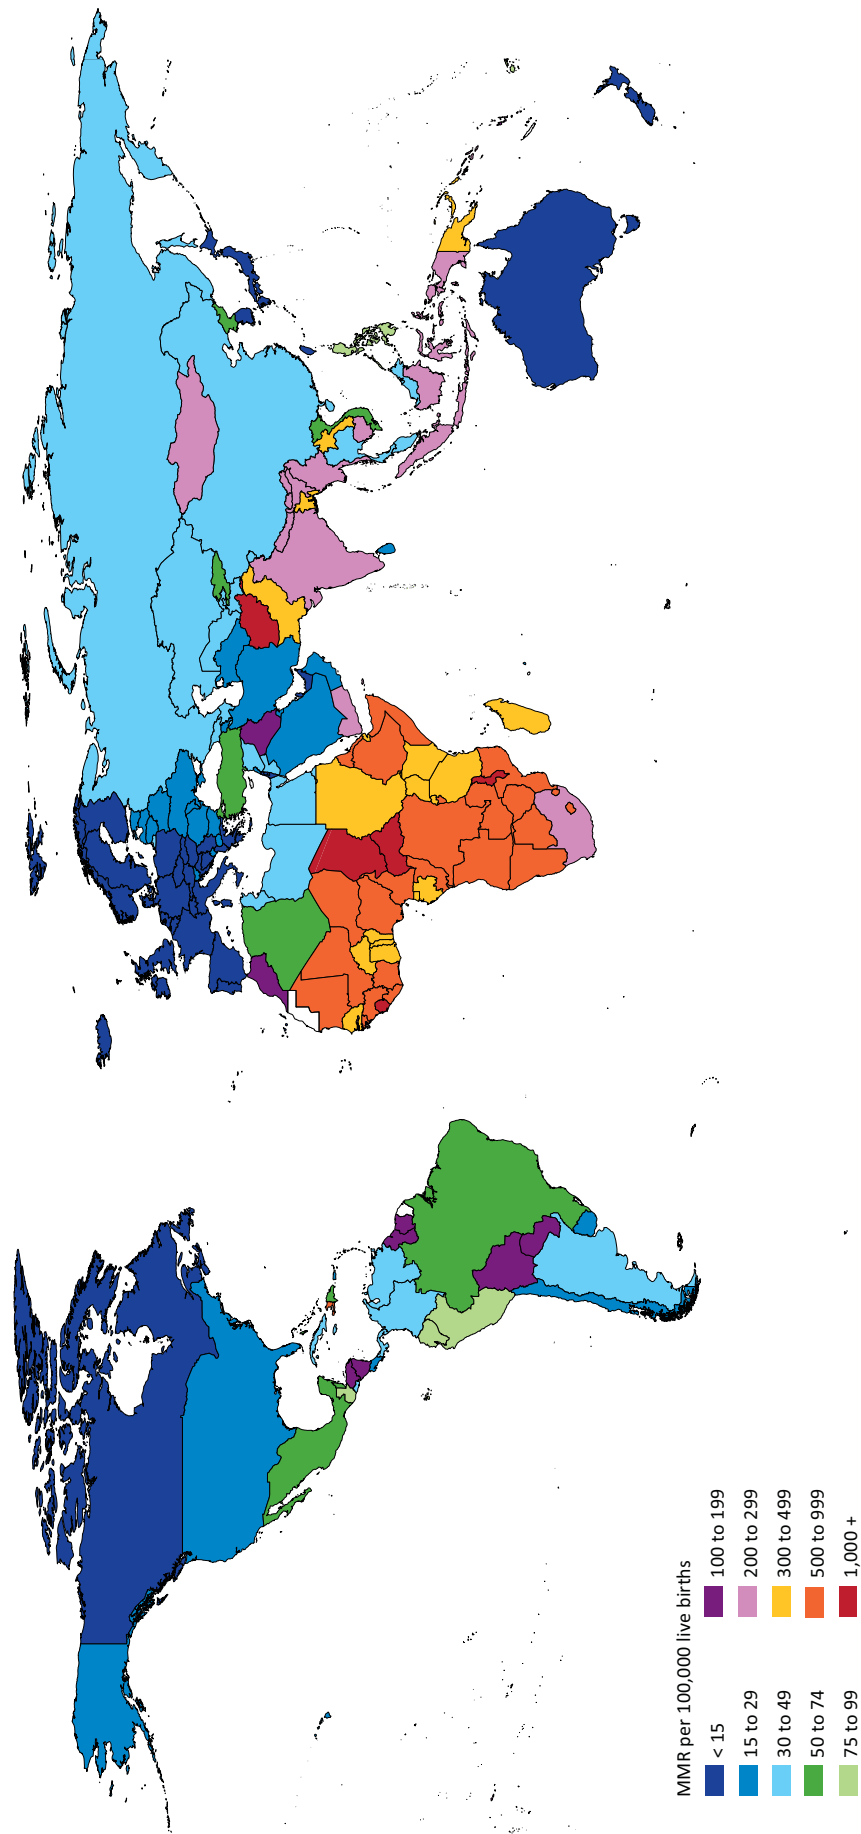 MMR per 100,000 live births
< 15
15 to 29
30 to 49
50 to 74
75 to 99
100 to 199
200 to 299
300 to 499
500 to 999
1,000 +